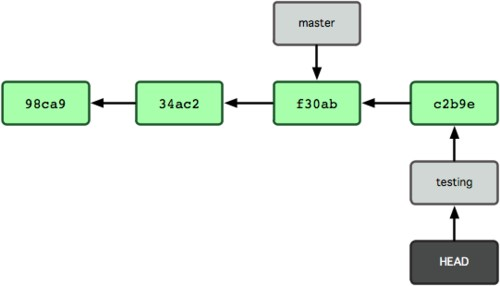 master
98ca9
34ac2
f30ab
c2b9e
testing
HEAD